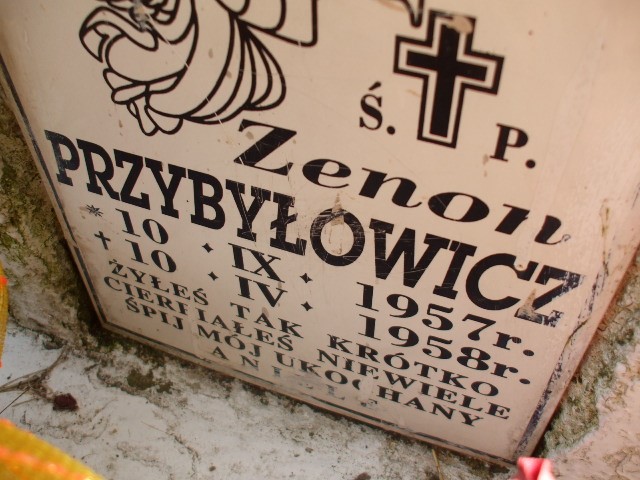 Ś. P.
Zenon
PRZYBYŁOWICZ
* 10 • IX • 1957r.
† 10 • IV • 1958r.
ŻYŁEŚ TAK KRÓTKO
CIERPIAŁEŚ NIEWIELE
ŚPIJ MÓJ UKOCHANY